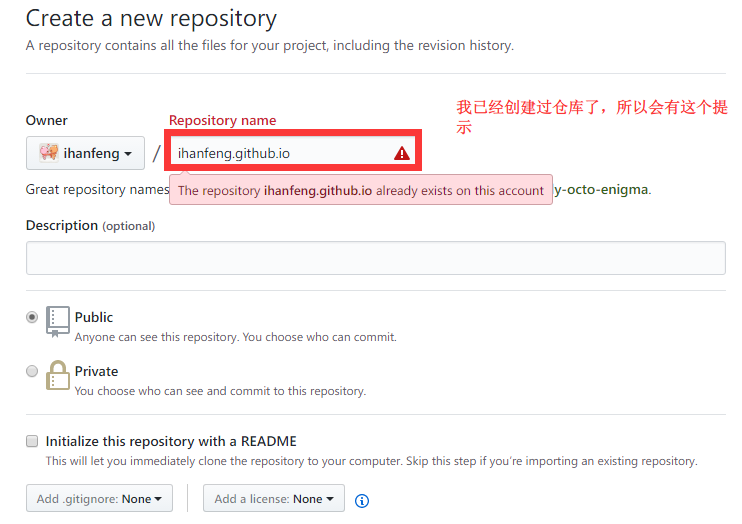 Create a new repository
A repository contains all the files for your project, including the revision history.
我已经创建过仓库了，所以会有这个提
示
Owner
Repository name
ihanfeng
/
ihanfeng.github.io
Great repository names
The repository ihanfeng.github.io already exists on this account
y-octo-enigma.
Description (optional)
Public
Anyone can see this repository. You choose who can commit.
Private
You choose who can see and commit to this repository.
Initialize this repository with a README
This will let you immediately clone the repository to your computer. Skip this step if you're importing an existing repository.
Add .gitignore: None
Add a license: None